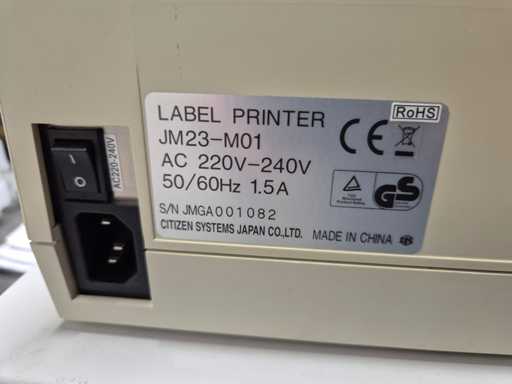 LABEL PRINTER
RoHS
JM23-M01
AC 220V-240V
50/60Hz 1.5A
S/N JMGA001082
CITIZEN SYSTEMS JAPAN CO.,LTD.
MADE IN CHINA
CE
GS
AC220-240V